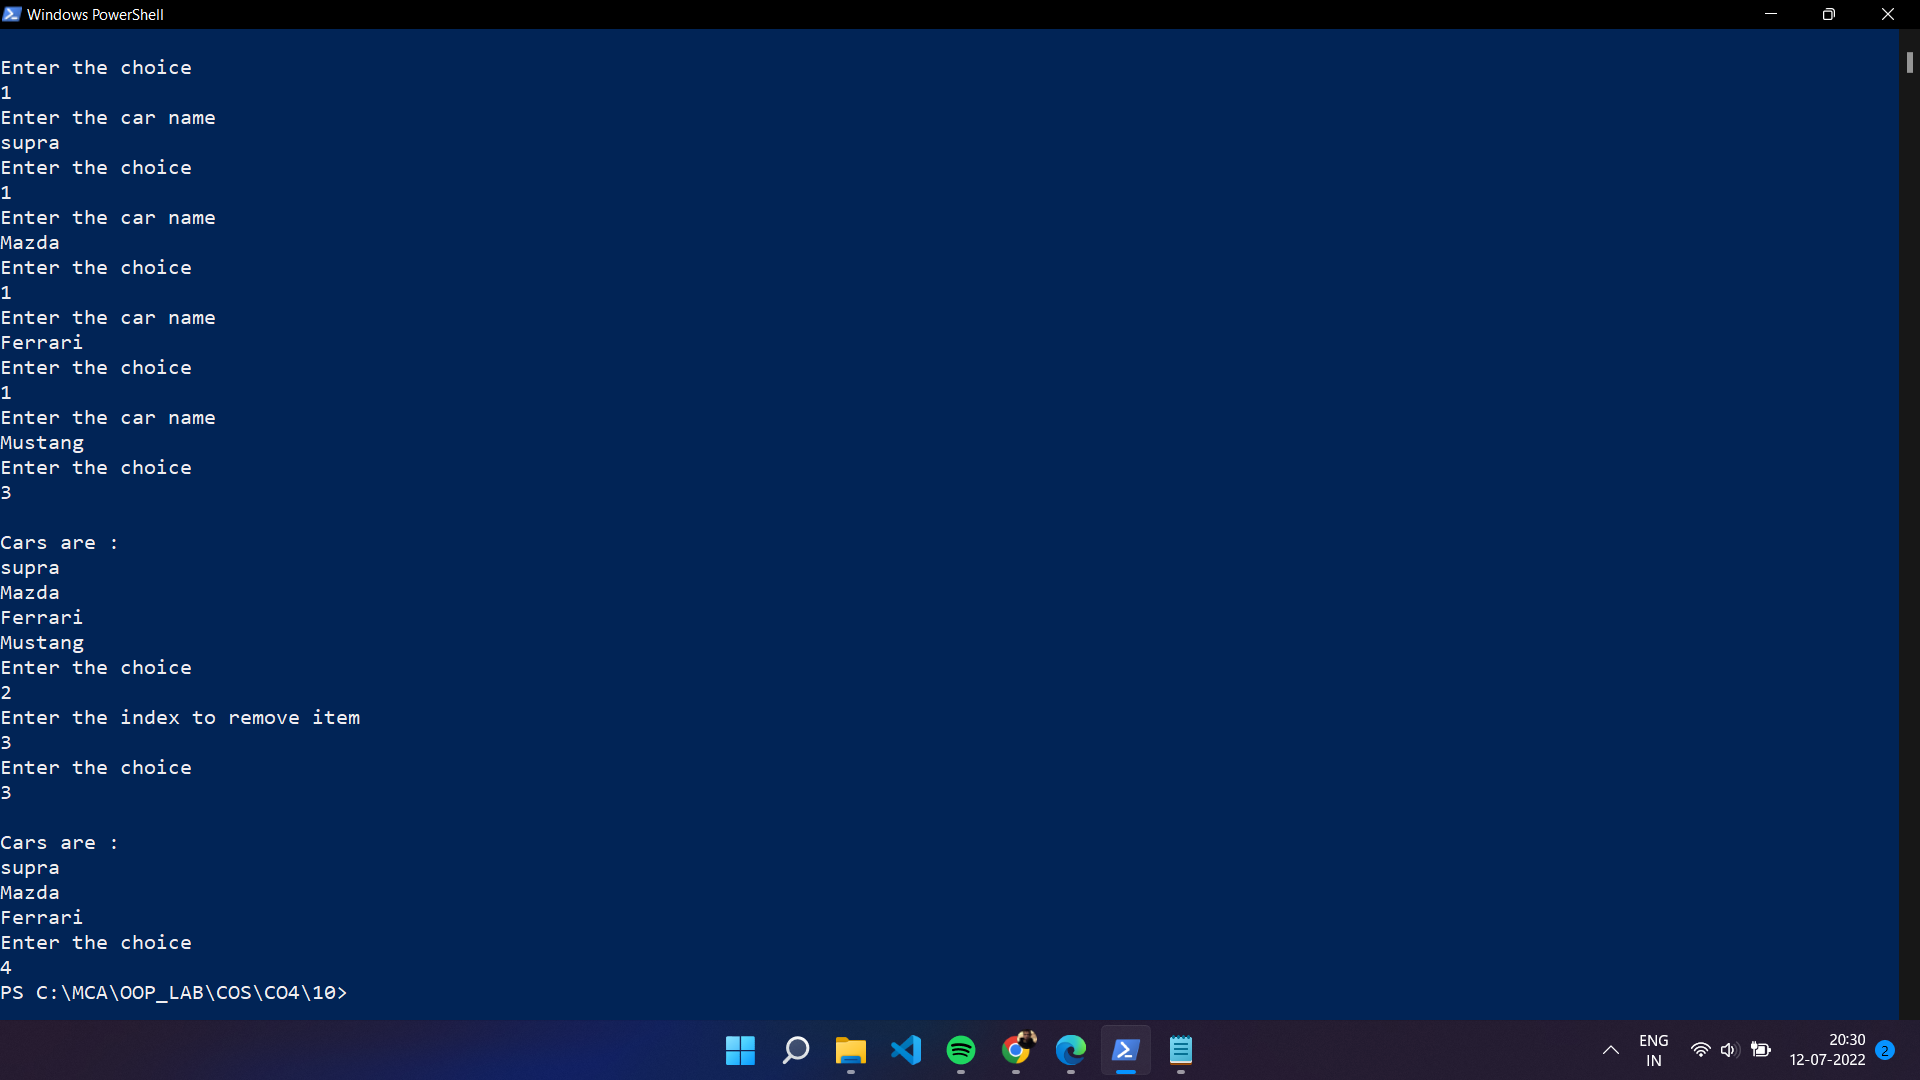 Windows PowerShell
Enter the choice
1
Enter the car name
supra
Enter the choice
1
Enter the car name
Mazda
Enter the choice
1
Enter the car name
Ferrari
Enter the choice
1
Enter the car name
Mustang
Enter the choice
3
Cars are :
supra
Mazda
Ferrari
Mustang
Enter the choice
2
Enter the index to remove item
3
Enter the choice
3
Cars are :
supra
Mazda
Ferrari
Enter the choice
4
PS C:\MCA\OOP_LAB\COS\CO4\10>
ENG
IN
20:30
12-07-2022
2